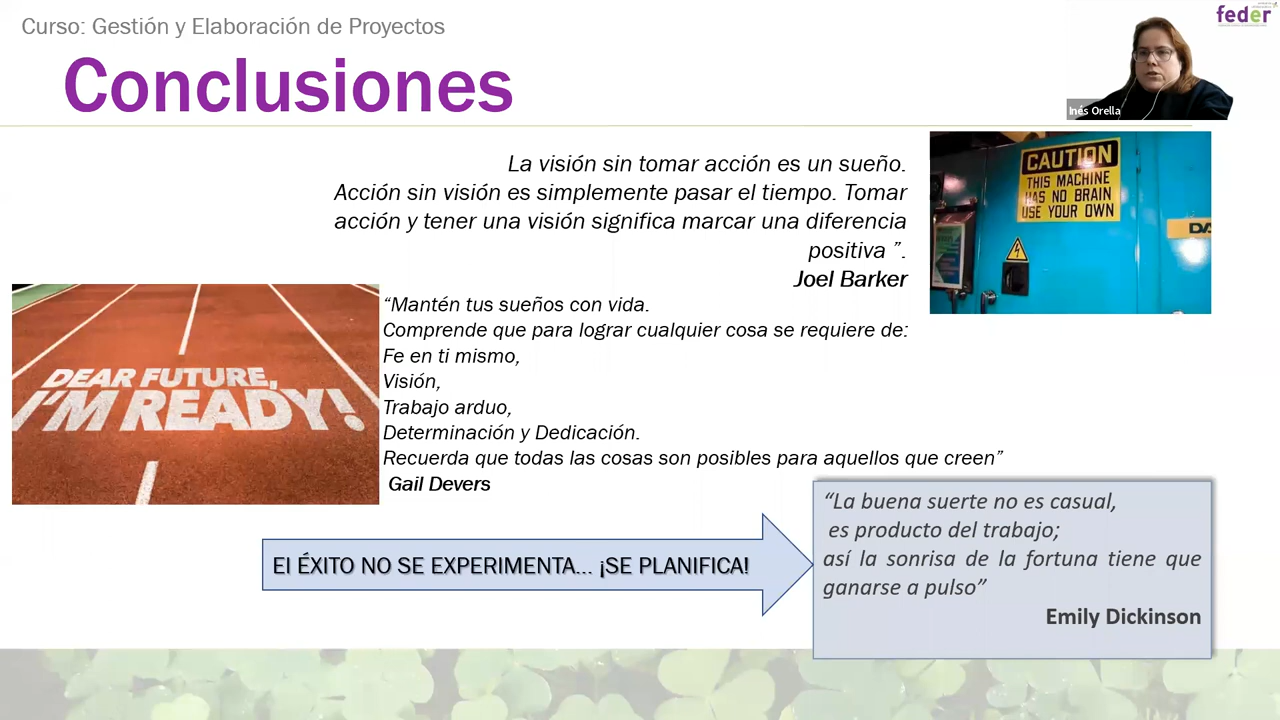 Curso: Gestión y Elaboración de Proyectos
feder
Conclusiones
Inés Orella
La visión sin tomar acción es un sueño.
Acción sin visión es simplemente pasar el tiempo. Tomar
acción y tener una visión significa marcar una diferencia
positiva ”.
Joel Barker
CAUTION
THIS MACHINE
HAS NO BRAIN
USE YOUR OWN
“Mantén tus sueños con vida.
Comprende que para lograr cualquier cosa se requiere de:
Fe en ti mismo,
Visión,
Trabajo arduo,
Determinación y Dedicación.
Recuerda que todas las cosas son posibles para aquellos que creen”
Gail Devers
DEAR FUTURE,
I'M READY!
El ÉXITO NO SE EXPERIMENTA... ¡SE PLANIFICA!
“La buena suerte no es casual,
es producto del trabajo;
así la sonrisa de la fortuna tiene que
ganarse a pulso”
Emily Dickinson